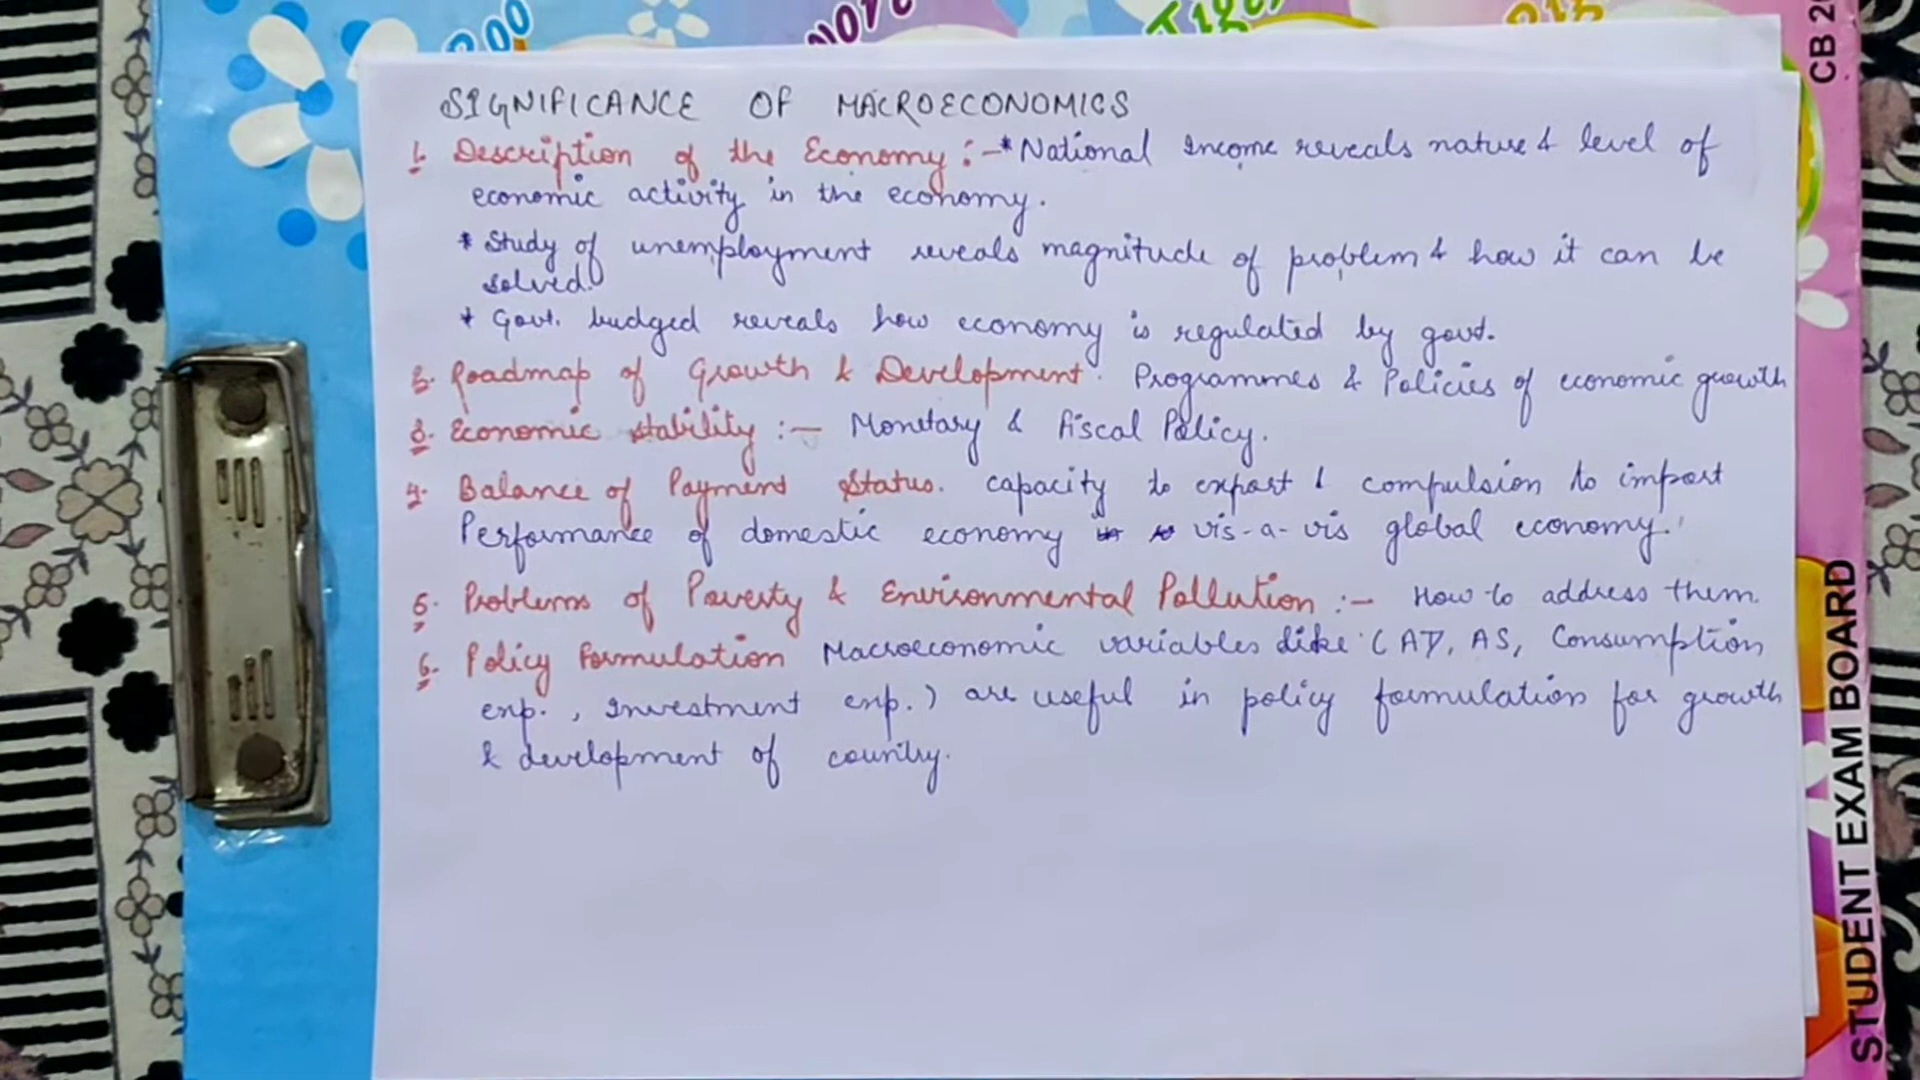 SIGNIFICANCE OF MACROECONOMICS
1. Description of the Economy :- * National Income reveals nature & level of
economic activity in the economy.
* Study of unemployment reveals magnitude of problem & how it can be
solved.
* Govt. budged reveals how economy is regulated by govt.
Roadmap of Growth & Development. Programmes & Policies of economic growth
3. Economic stability :- Monetary & Fiscal Policy.
4. Balance of Payment Status. capacity to export & compulsion to import
Performance of domestic economy vis-a-vis global economy.
5. Problems of Poverty & Environmental Pollution :- How to address them.
6. Policy Formulation Macroeconomic variables like (AD, AS, Consumption
exp., Investment exp.) are useful in policy formulation for growth
& development of country.
STUDENT EXAM BOARD
CB 20